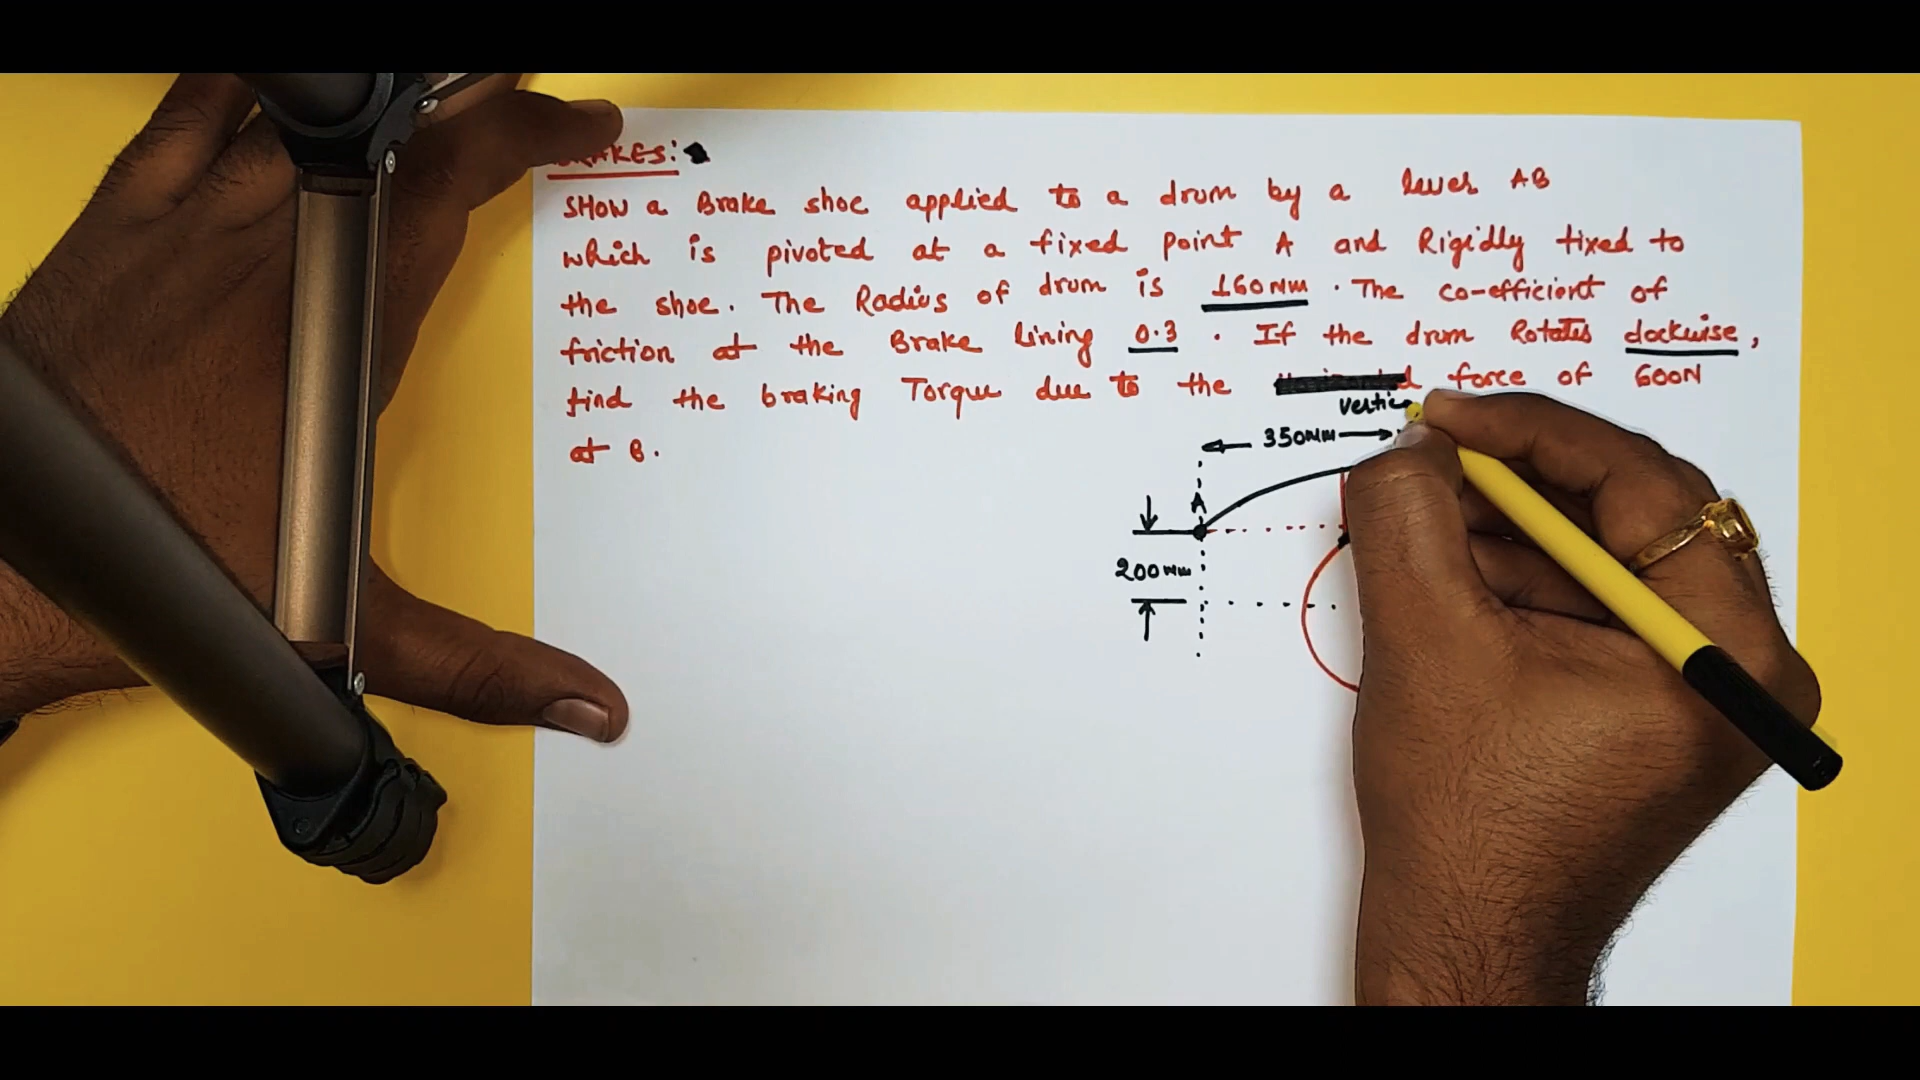 BRAKES:
SHOW a Brake shoe applied to a drum by a lever AB
which is pivoted at a fixed point A and Rigidly fixed to
the shoe. The Radius of drum is 160mm. The co-efficient of
friction at the Brake lining 0.3. If the drum Rotates clockwise,
find the braking Torque due to the force of 600N
vertic
at B.
350mm
A
200mm